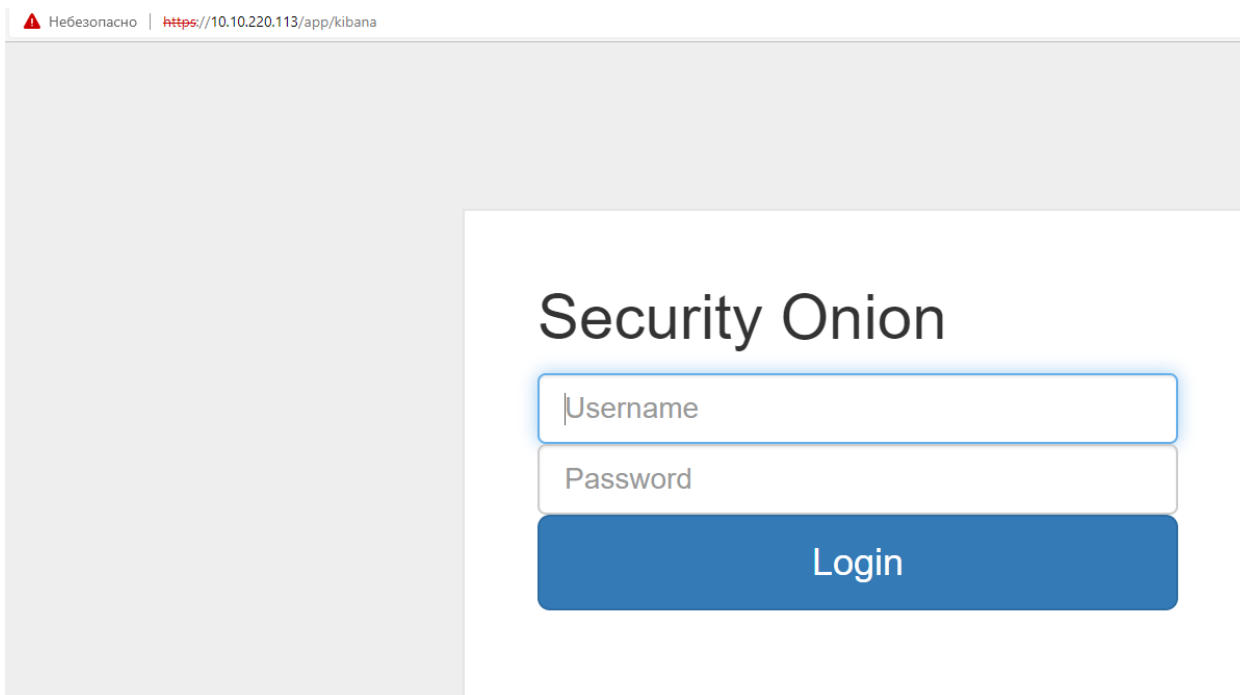 Небезопасно | https://10.10.220.113/app/kibana
Security Onion
Username
Password
Login